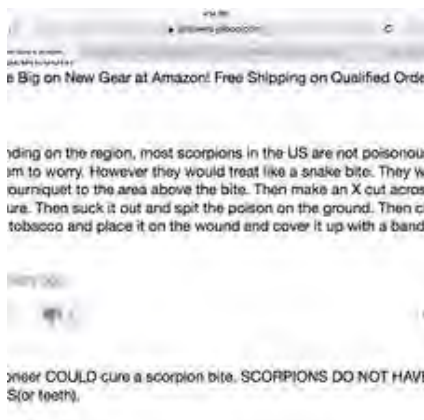 e Big on New Gear at Amazon! Free Shipping on Qualified Orde
nding on the region, most scorpions in the US are not poisonou
em to worry. However they would treat like a snake bite. They w
ourniquet to the area above the bite. Then make an X cut acros
ure. Then suck it out and spit the poison on the ground. Then c
tobacco and place it on the wound and cover it up with a band
oneer COULD cure a scorpion bite. SCORPIONS DO NOT HAVE
S(or teeth).